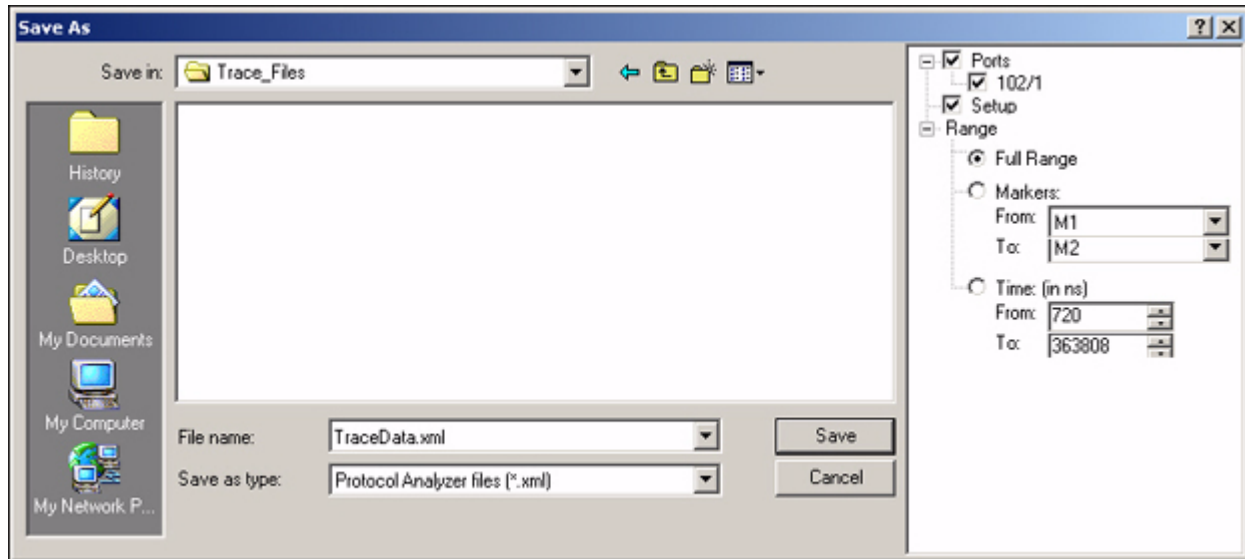 Save As
Save in: Trace_Files
History
Desktop
My Documents
My Computer
My Network P...
File name: TraceData.xml
Save as type: Protocol Analyzer files (*.xml)
Save
Cancel
Ports
102/1
Setup
Range
Full Range
Markers:
From: M1
To: M2
Time: (in ns)
From: 720
To: 363808